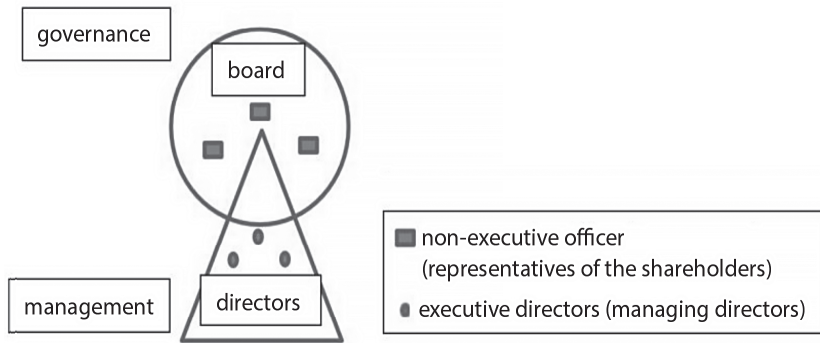 governance
board
non-executive officer
(representatives of the shareholders)
management
directors
executive directors (managing directors)